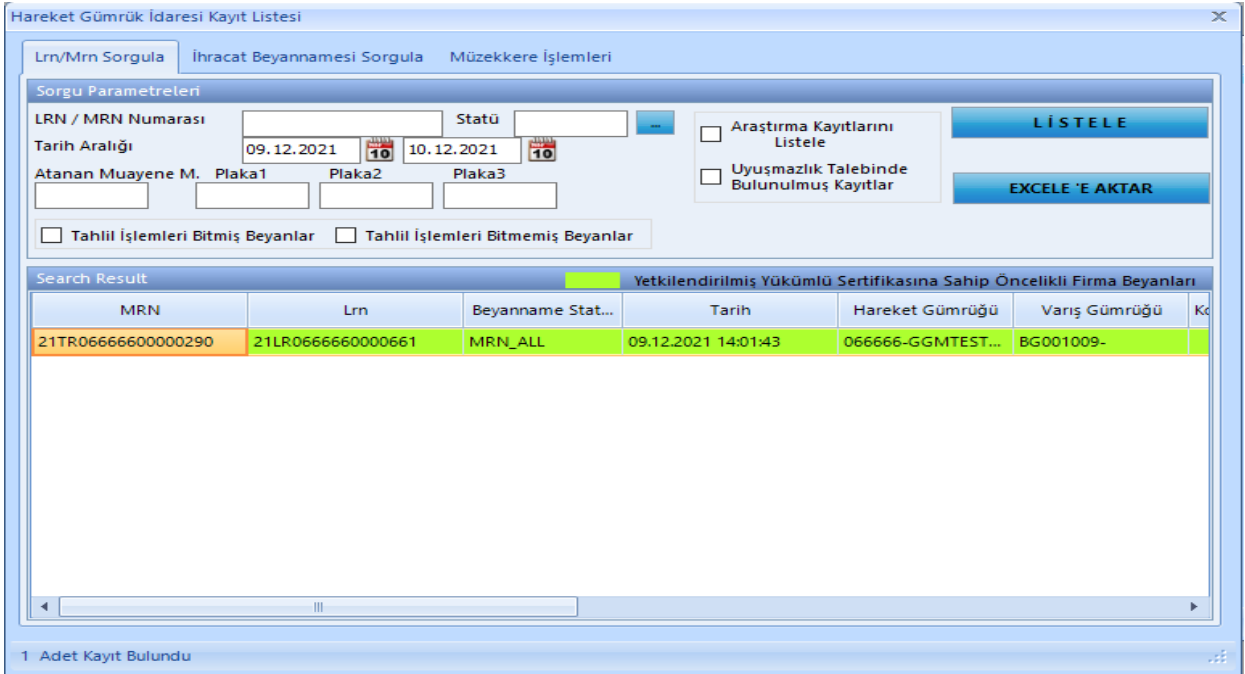 Hareket Gümrük İdaresi Kayıt Listesi
Lrn/Mrn Sorgula İhracat Beyannamesi Sorgula Müzekkere İşlemleri
Sorgu Parametreleri
LRN / MRN Numarası Statü ...
Tarih Aralığı 09.12.2021 10 10.12.2021 10
Atanan Muayene M. Plaka1 Plaka2 Plaka3
Araştırma Kayıtlarını
Listele
Uyuşmazlık Talebinde
Bulunulmuş Kayıtlar
LİSTELE
EXCELE 'E AKTAR
Tahlil İşlemleri Bitmiş Beyanlar Tahlil İşlemleri Bitmemiş Beyanlar
Search Result Yetkilendirilmiş Yükümlü Sertifikasına Sahip Öncelikli Firma Beyanları
MRN Lrn Beyanname Stat... Tarih Hareket Gümrüğü Varış Gümrüğü
21TR06666600000290 21LR0666660000661 MRN_ALL 09.12.2021 14:01:43 066666-GGMTEST... BG001009-
1 Adet Kayıt Bulundu